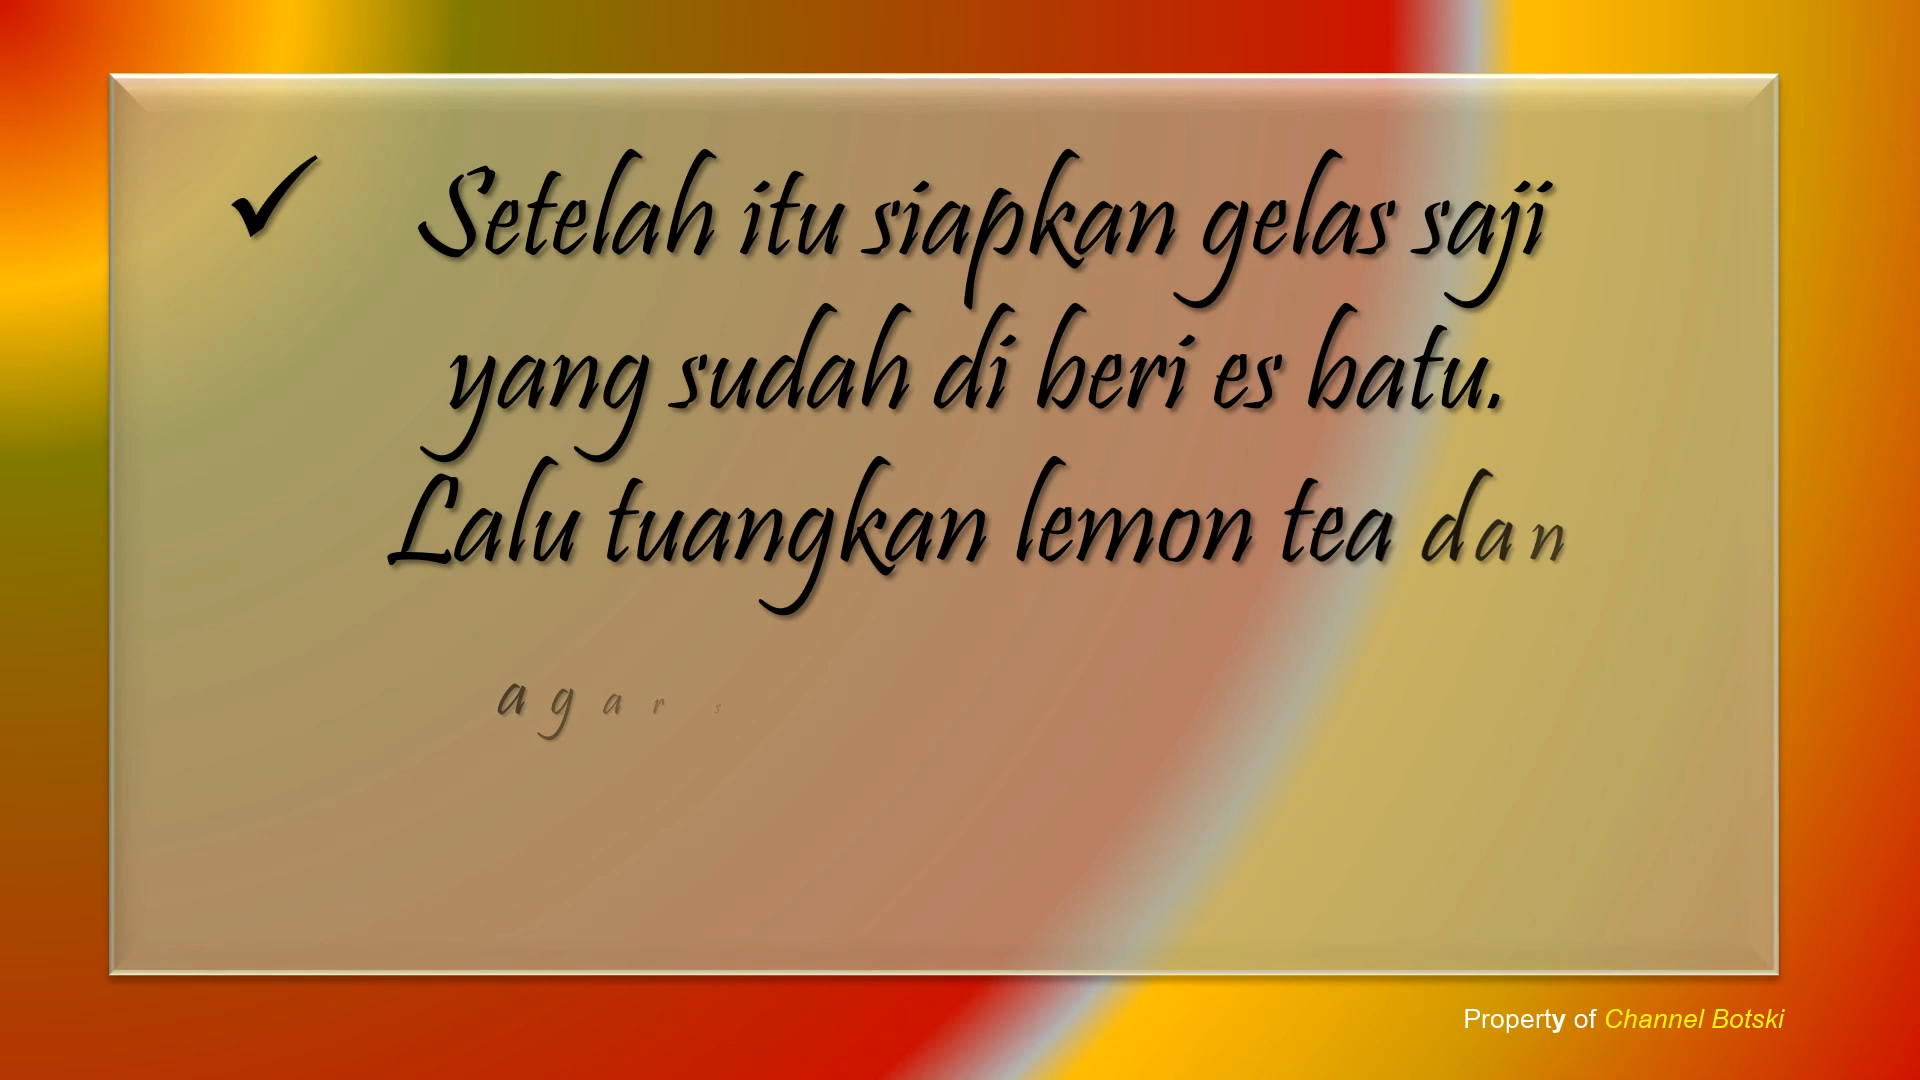 ✓ Setelah itu siapkan gelas saji
yang sudah di beri es batu.
Lalu tuangkan lemon tea dan
agar s
Property of Channel Botski